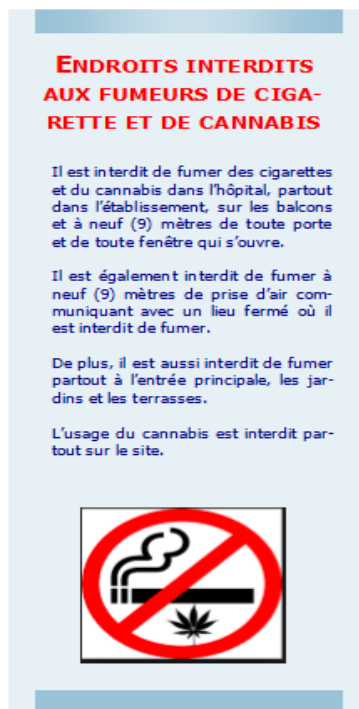 ENDROITS INTERDITS
AUX FUMEURS DE CIGA-
RETTE ET DE CANNABIS
Il est interdit de fumer des cigarettes
et du cannabis dans l'hôpital, partout
dans l'établissement, sur les balcons
et à neuf (9) mètres de toute porte
et de toute fenêtre qui s'ouvre.
Il est également interdit de fumer à
neuf (9) mètres de prise d'air com-
muniquant avec un lieu fermé où il
est interdit de fumer.
De plus, il est aussi interdit de fumer
partout à l'entrée principale, les jar-
dins et les terrasses.
L'usage du cannabis est interdit par-
tout sur le site.